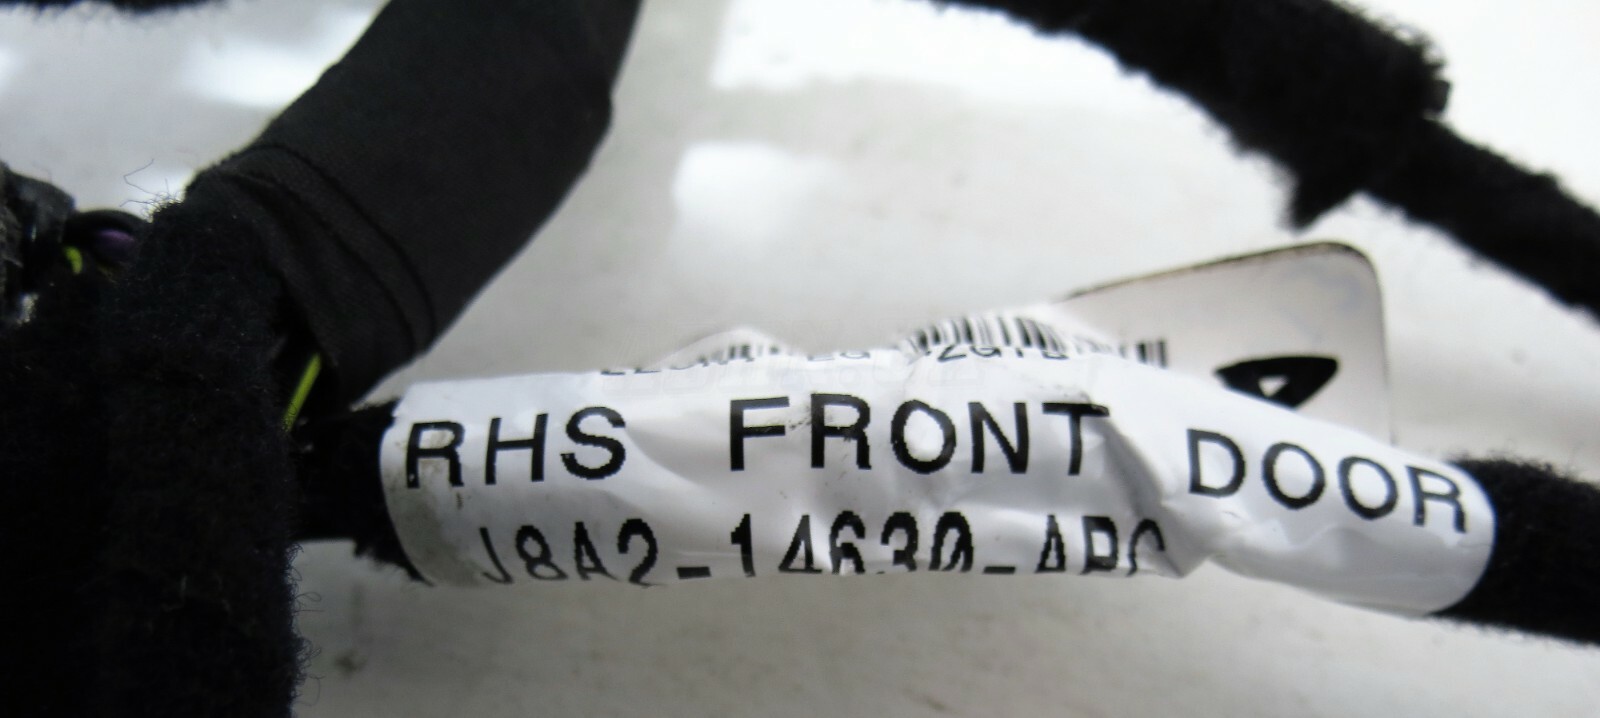 RHS FRONT DOOR
J8A2-14630-A